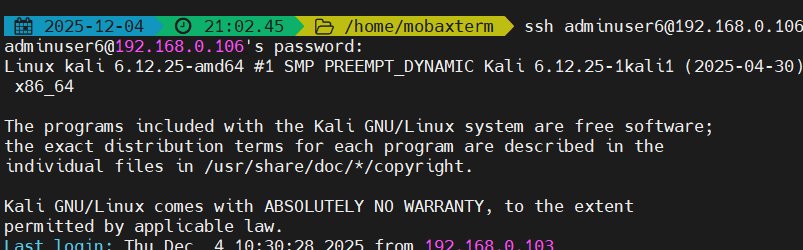 2025-12-04 21:02.45 /home/mobaxterm ssh adminuser6@192.168.0.106
adminuser6@192.168.0.106's password:
Linux kali 6.12.25-amd64 #1 SMP PREEMPT_DYNAMIC Kali 6.12.25-1kali1 (2025-04-30)
x86_64
The programs included with the Kali GNU/Linux system are free software;
the exact distribution terms for each program are described in the
individual files in /usr/share/doc/*/copyright.
Kali GNU/Linux comes with ABSOLUTELY NO WARRANTY, to the extent
permitted by applicable law.
Last login: Thu Dec  4 10:30:28 2025 from 192.168.0.103